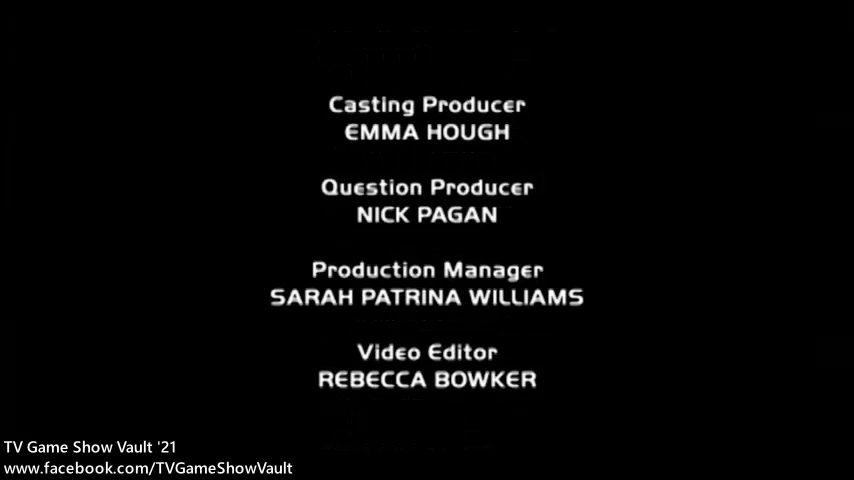 Casting Producer
EMMA HOUGH
Question Producer
NICK PAGAN
Production Manager
SARAH PATRINA WILLIAMS
Video Editor
REBECCA BOWKER
TV Game Show Vault '21
www.facebook.com/TVGameShowVault